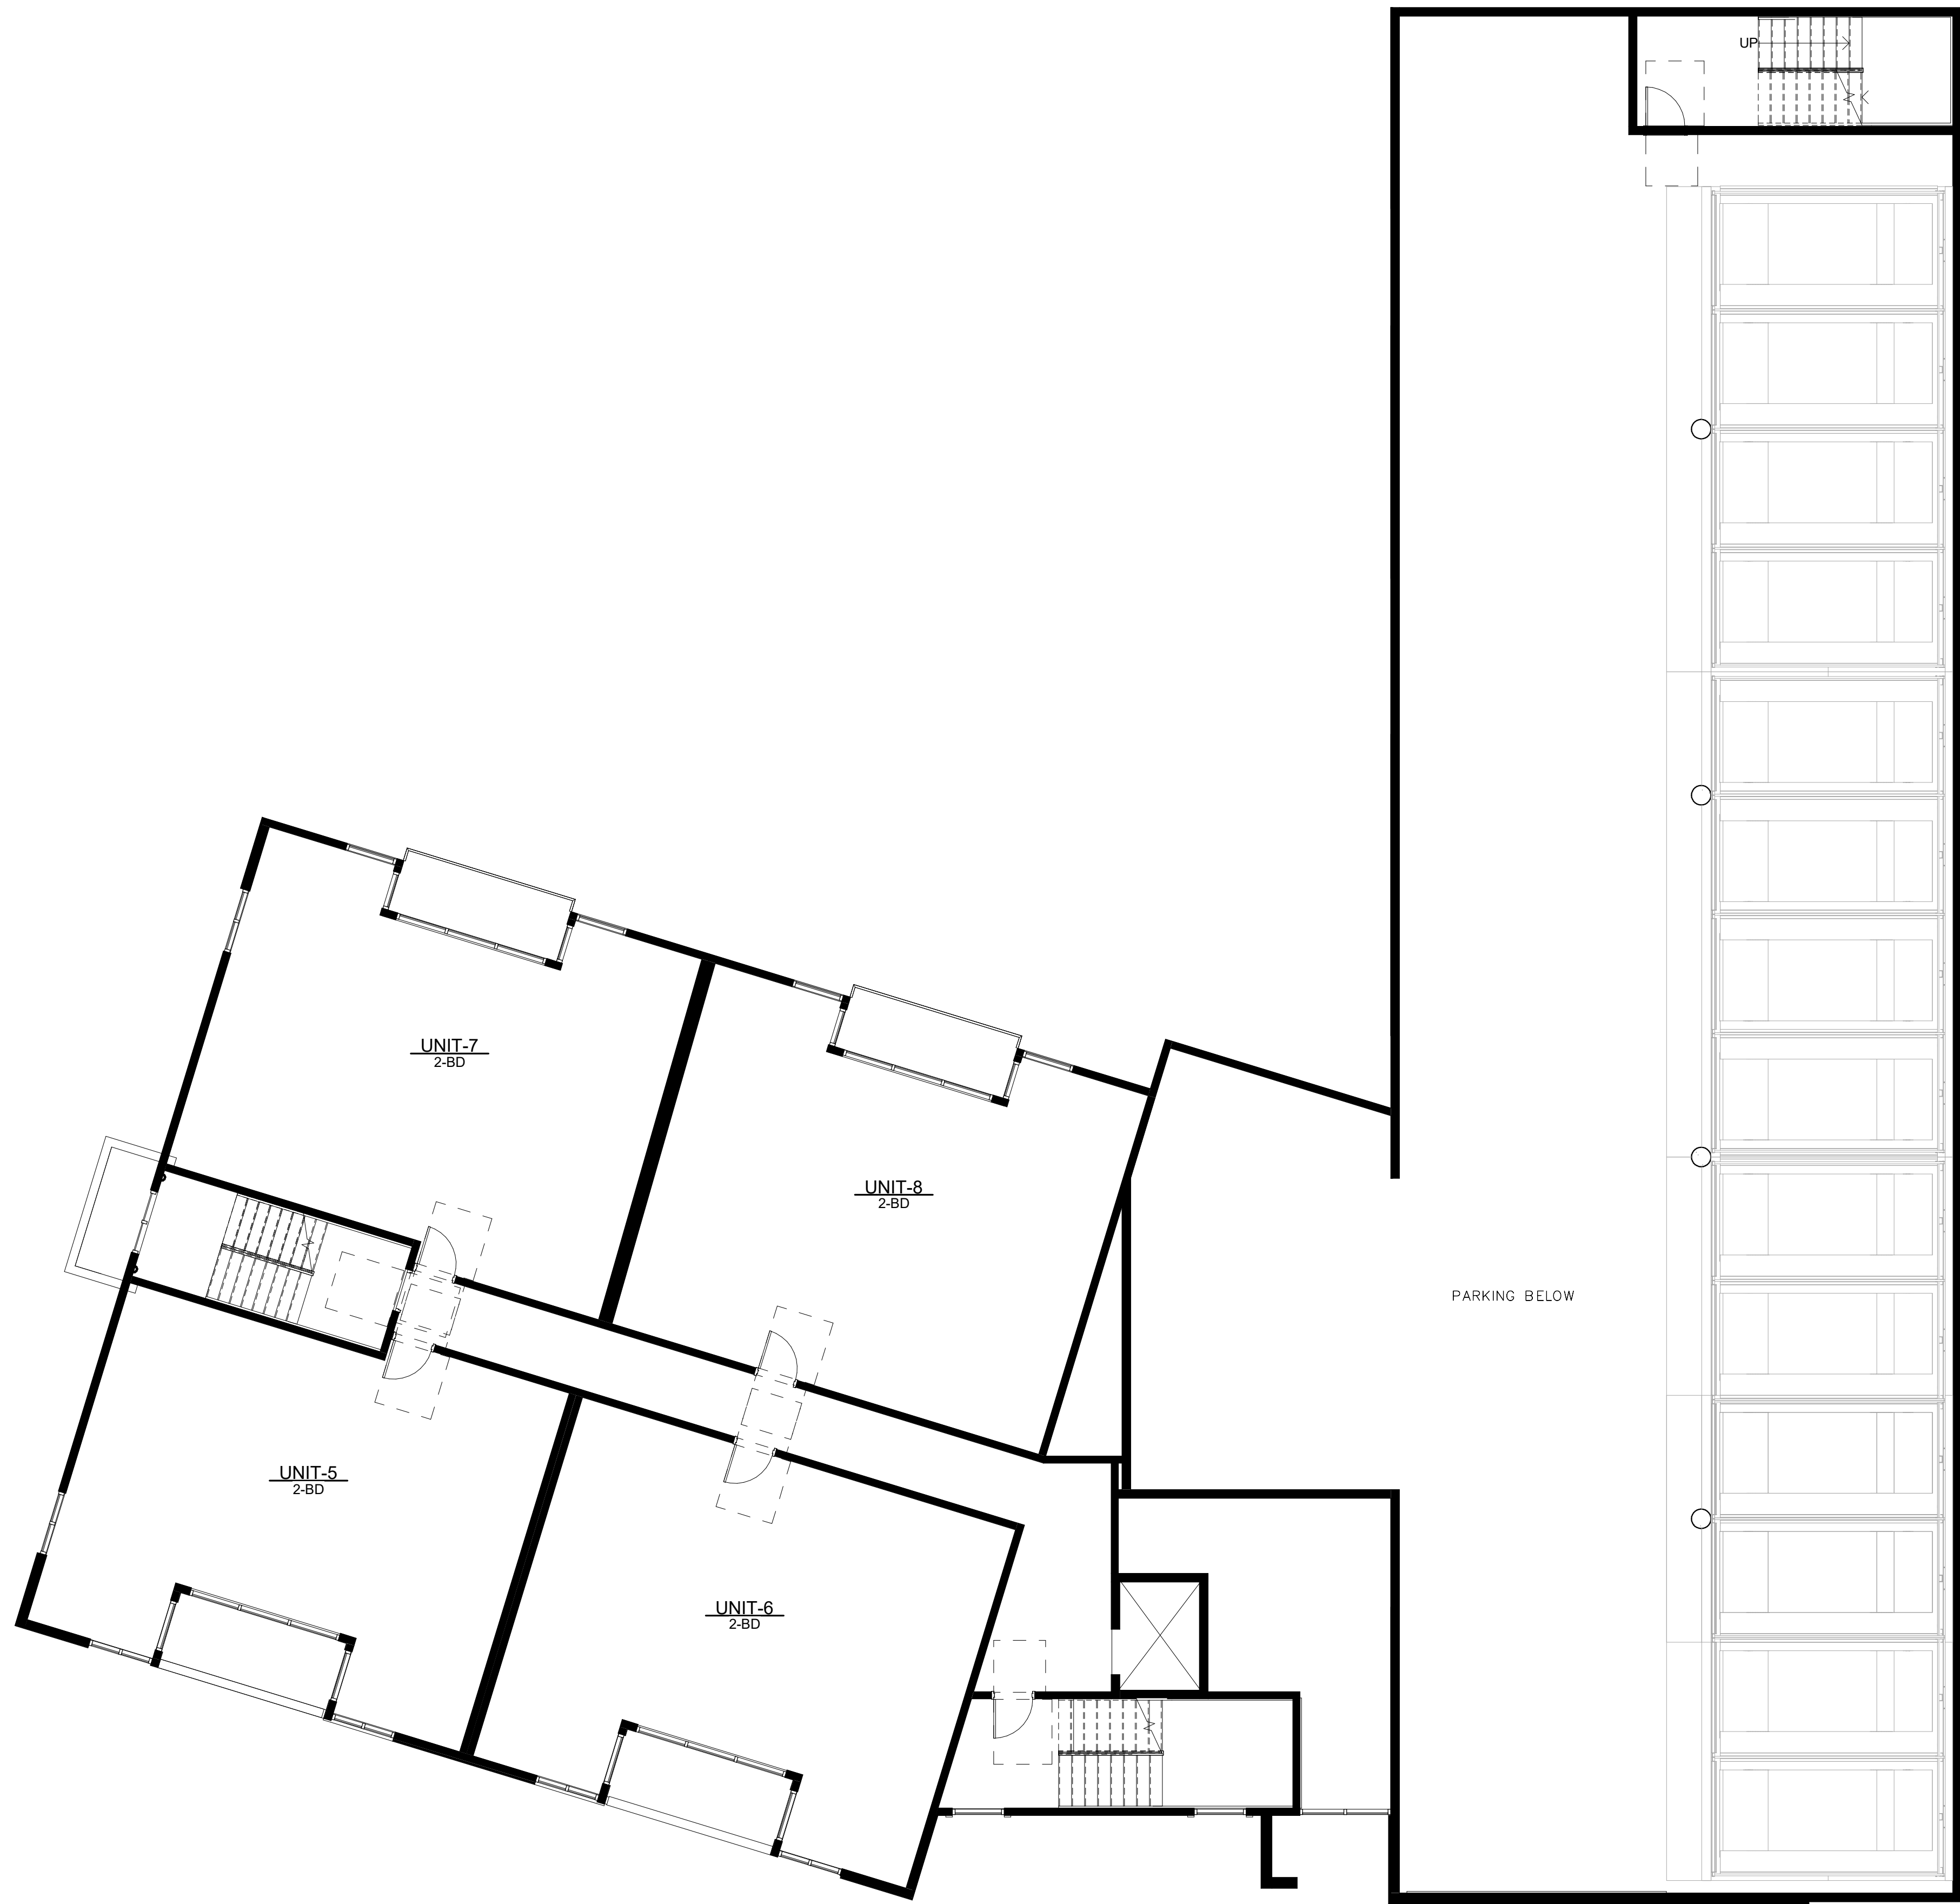 UP
UNIT-7
2-BD
UNIT-8
2-BD
PARKING BELOW
UNIT-5
2-BD
UNIT-6
2-BD